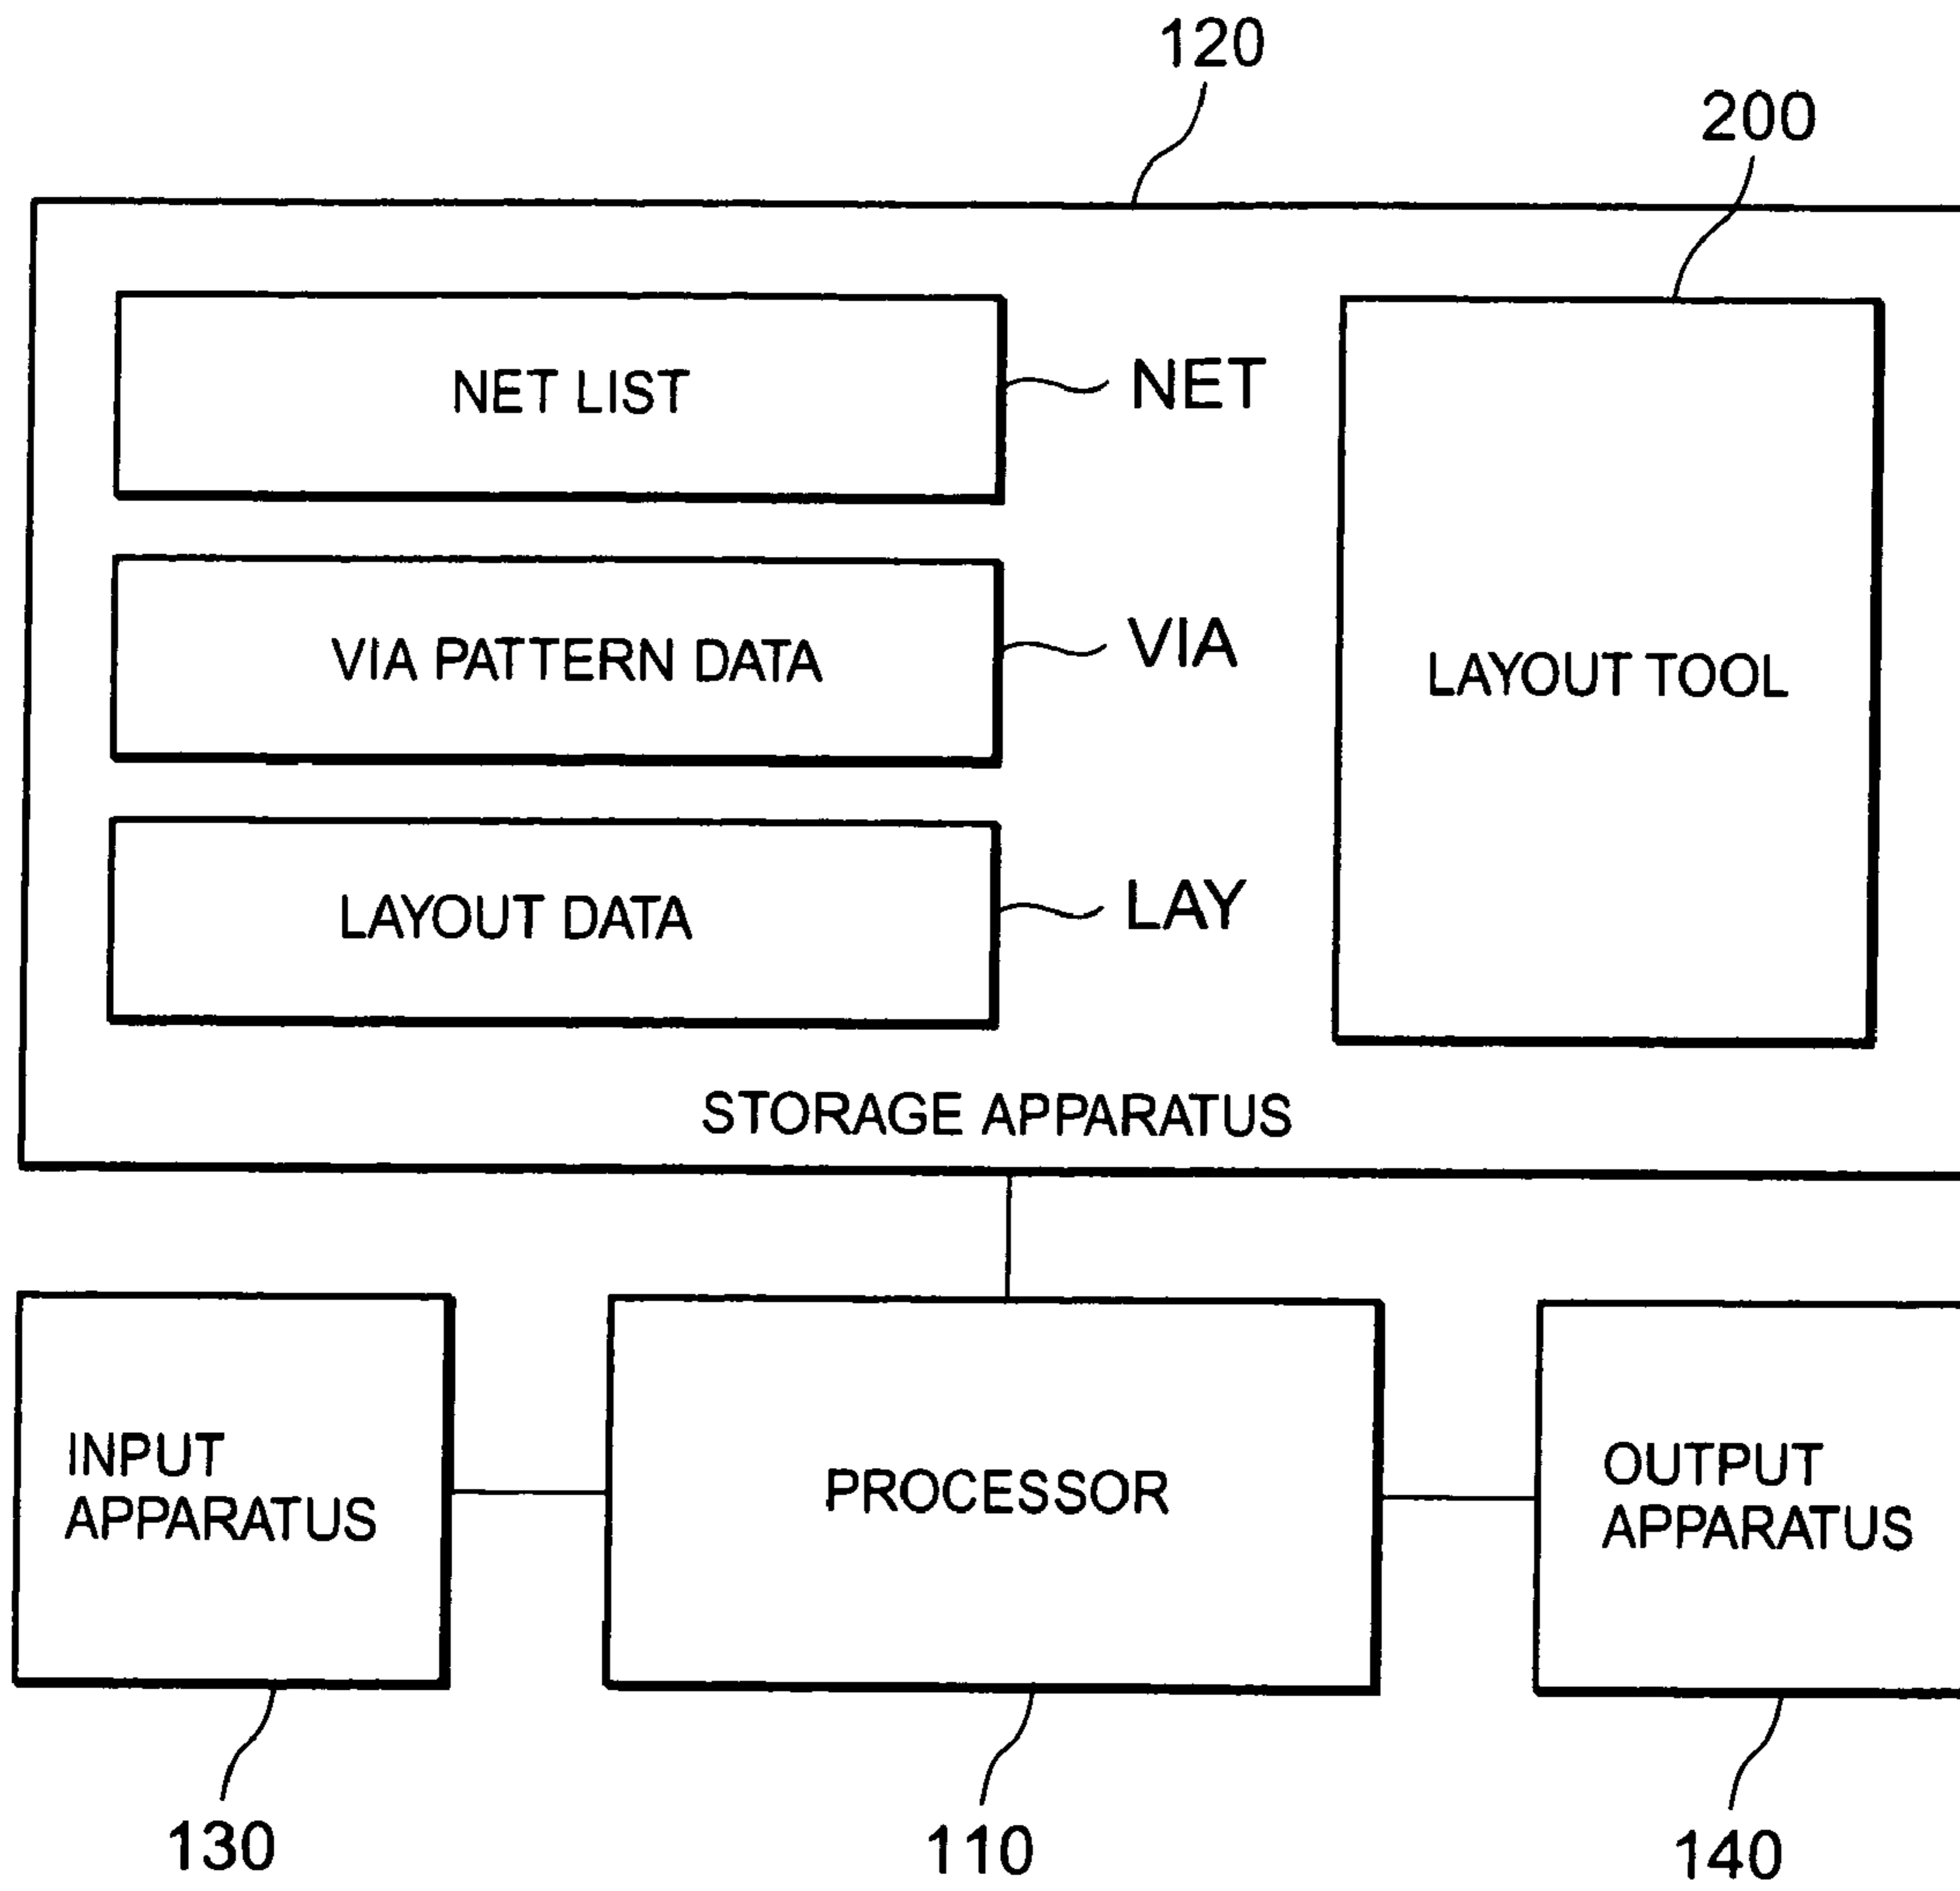 120
200
NET LIST
NET
VIA PATTERN DATA
VIA
LAYOUT TOOL
LAYOUT DATA
LAY
STORAGE APPARATUS
INPUT
APPARATUS
PROCESSOR
OUTPUT
APPARATUS
130
110
140